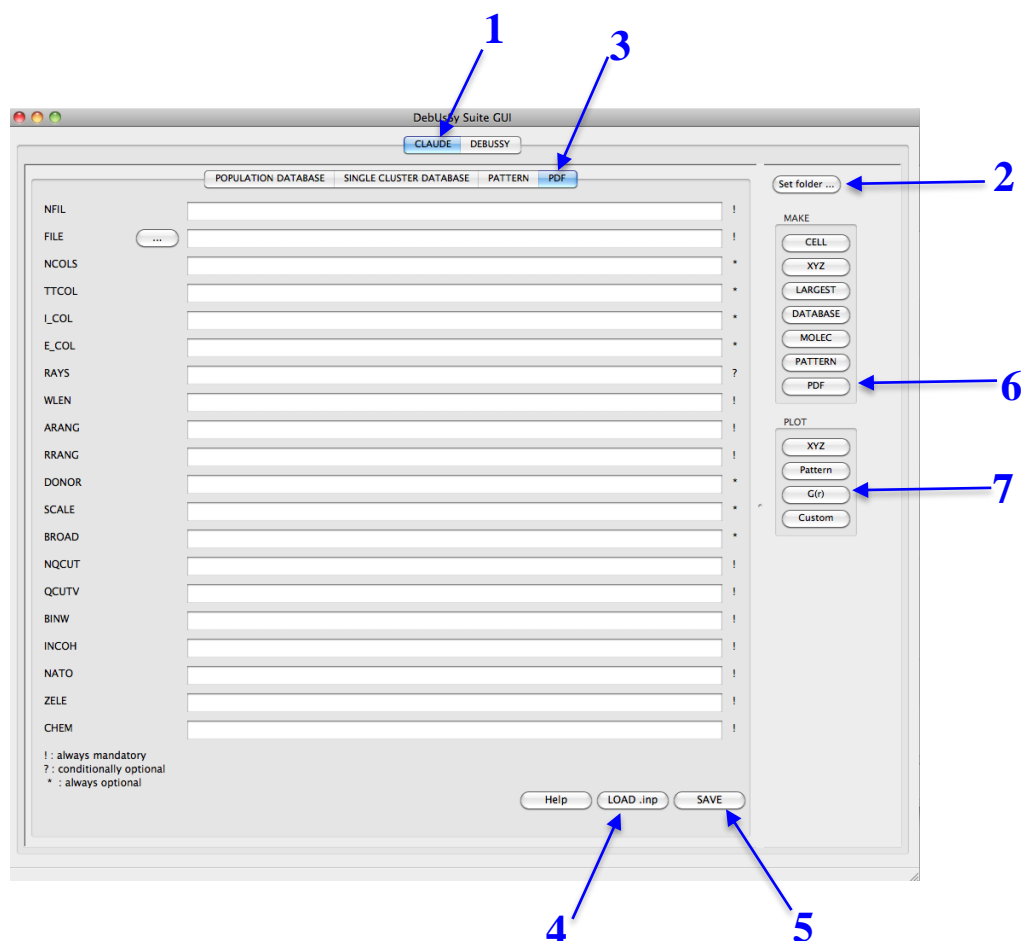 1
3
DebUsSy Suite GUI
CLAUDE DEBUSSY
POPULATION DATABASE SINGLE CLUSTER DATABASE PATTERN PDF
Set folder ...
2
NFIL !
FILE ... !
NCOLS *
TTCOL *
I_COL *
E_COL *
RAYS ?
WLEN !
ARANG !
RRANG !
DONOR *
SCALE *
BROAD *
NQCUT !
QCUTV !
BINW !
INCOH !
NATO !
ZELE !
CHEM !
MAKE
CELL
XYZ
LARGEST
DATABASE
MOLEC
PATTERN
PDF
6
PLOT
XYZ
Pattern
G(r)
7
Custom
! : always mandatory
? : conditionally optional
* : always optional
Help LOAD .inp SAVE
4
5